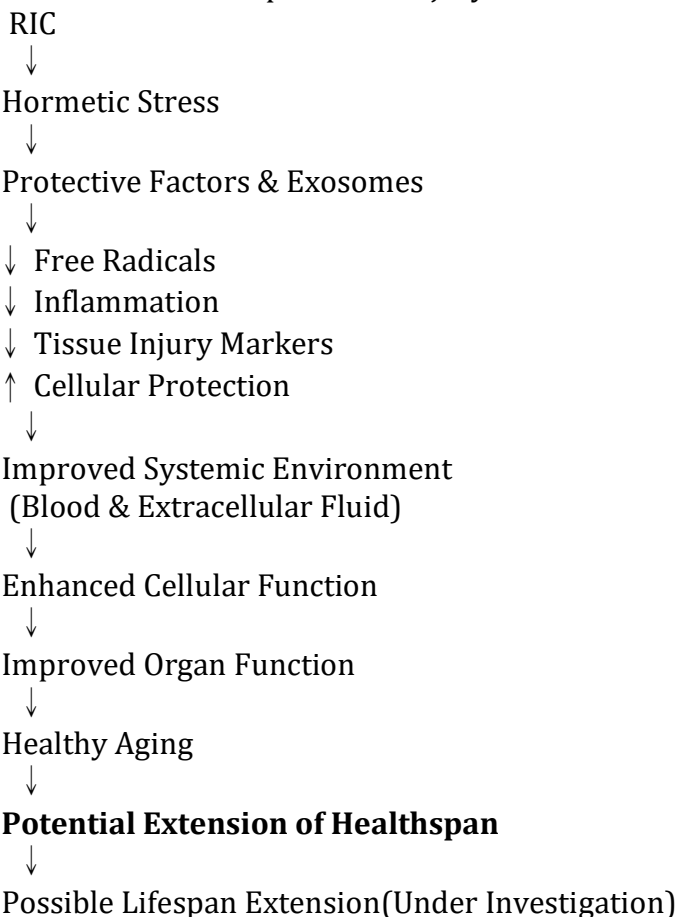 RIC
↓
Hormetic Stress
↓
Protective Factors & Exosomes
↓
↓ Free Radicals
↓ Inflammation
↓ Tissue Injury Markers
↑ Cellular Protection
↓
Improved Systemic Environment
(Blood & Extracellular Fluid)
↓
Enhanced Cellular Function
↓
Improved Organ Function
↓
Healthy Aging
↓
Potential Extension of Healthspan
↓
Possible Lifespan Extension(Under Investigation)